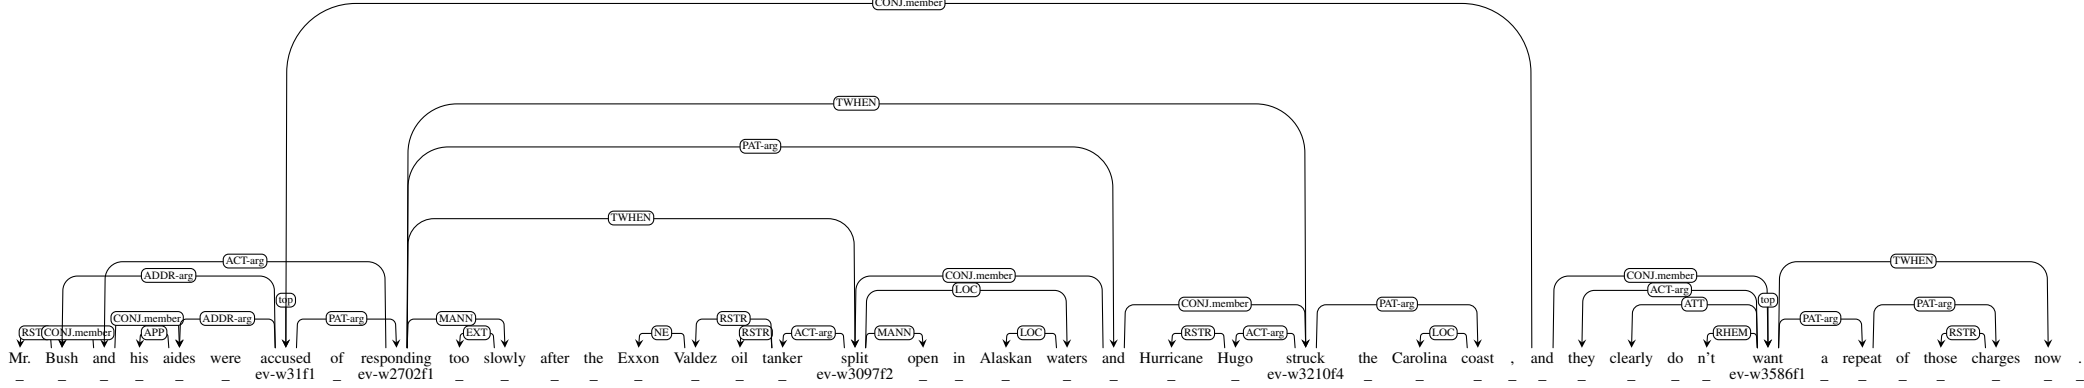 CONJ.member
TWHEN
PAT-arg
TWHEN
ACT-arg TWHEN
ADDR-arg CONJ.member CONJ.member
LOC ACT-arg
top CONJ.member PAT-arg ATT top PAT-arg
CONJ.member ADDR-arg PAT-arg MANN RSTR PAT-arg
CONJ.member APP EXT NE RSTR ACT-arg MANN LOC RSTR ACT-arg LOC RHEM RSTR
Mr. Bush and his aides were accused of responding too slowly after the Exxon Valdez oil tanker split open in Alaskan waters and Hurricane Hugo struck the Carolina coast , and they clearly do n't want a repeat of those charges now .
_ _ _ _ _ _ ev-w31f1 _ ev-w2702f1 _ _ _ _ _ _ _ _ ev-w3097f2 _ _ _ _ _ _ _ ev-w3210f4 _ _ _ _ _ _ _ _ _ ev-w3586f1 _ _ _ _ _ _ _